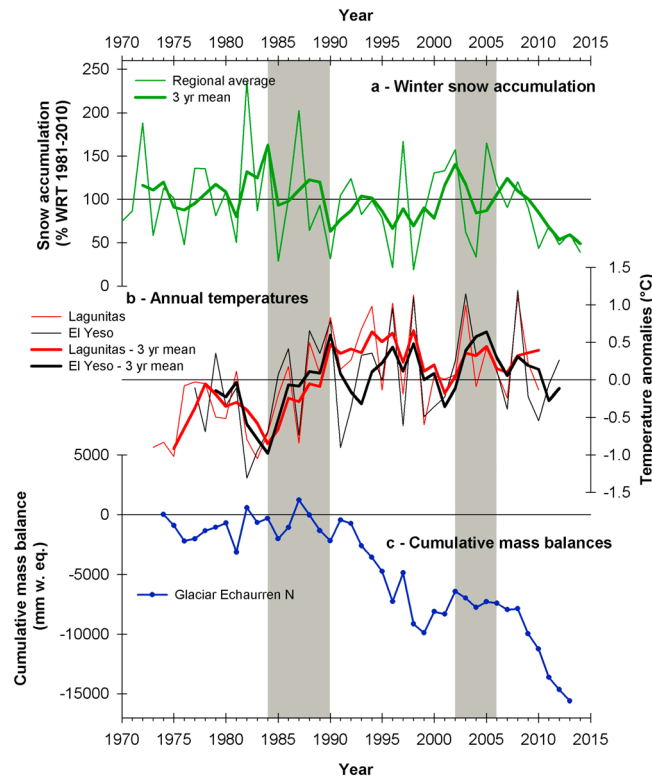 Year
1970 1975 1980 1985 1990 1995 2000 2005 2010 2015
250
200
150
100
50
0
Snow accumulation
(% WRT 1981-2010)
Regional average
3 yr mean
a - Winter snow accumulation
b - Annual temperatures
Lagunitas
El Yeso
Lagunitas - 3 yr mean
El Yeso - 3 yr mean
1.5
1.0
0.5
0.0
-0.5
-1.0
-1.5
Temperature anomalies (°C)
5000
0
-5000
-10000
-15000
Cumulative mass balance
(mm w. eq.)
c - Cumulative mass balances
Glaciar Echaurren N
1970 1975 1980 1985 1990 1995 2000 2005 2010 2015
Year